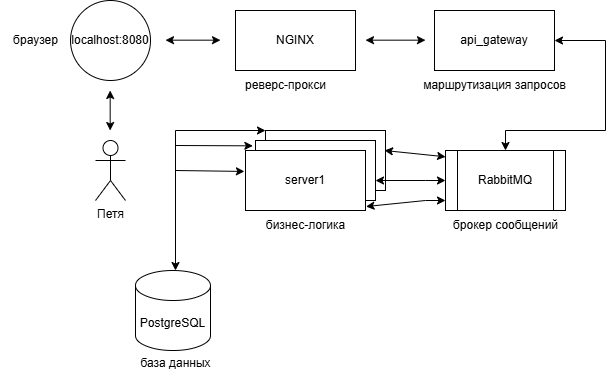 браузер
localhost:8080
NGINX
api_gateway
реверс-прокси
маршрутизация запросов
server1
RabbitMQ
Петя
бизнес-логика
брокер сообщений
PostgreSQL
база данных